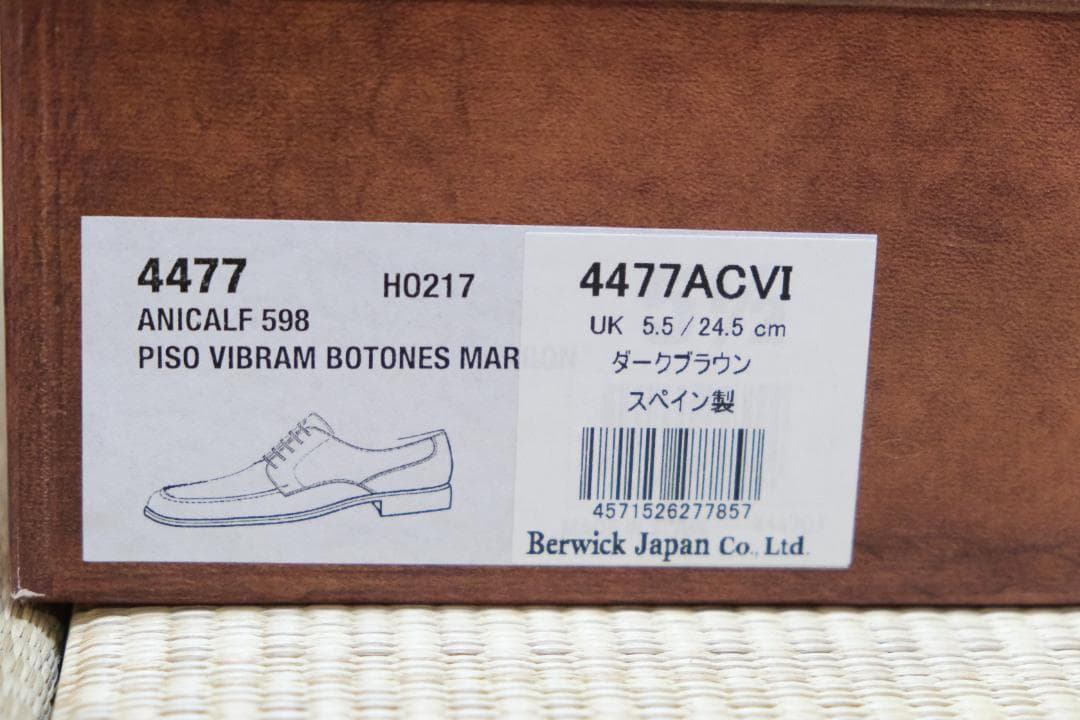 4477 HO217
ANICALF 598
PISO VIBRAM BOTONES MAR
4477ACVI
UK 5.5/24.5 cm
ダークブラウン
スペイン製
4571526277857
Berwick Japan Co., Ltd.